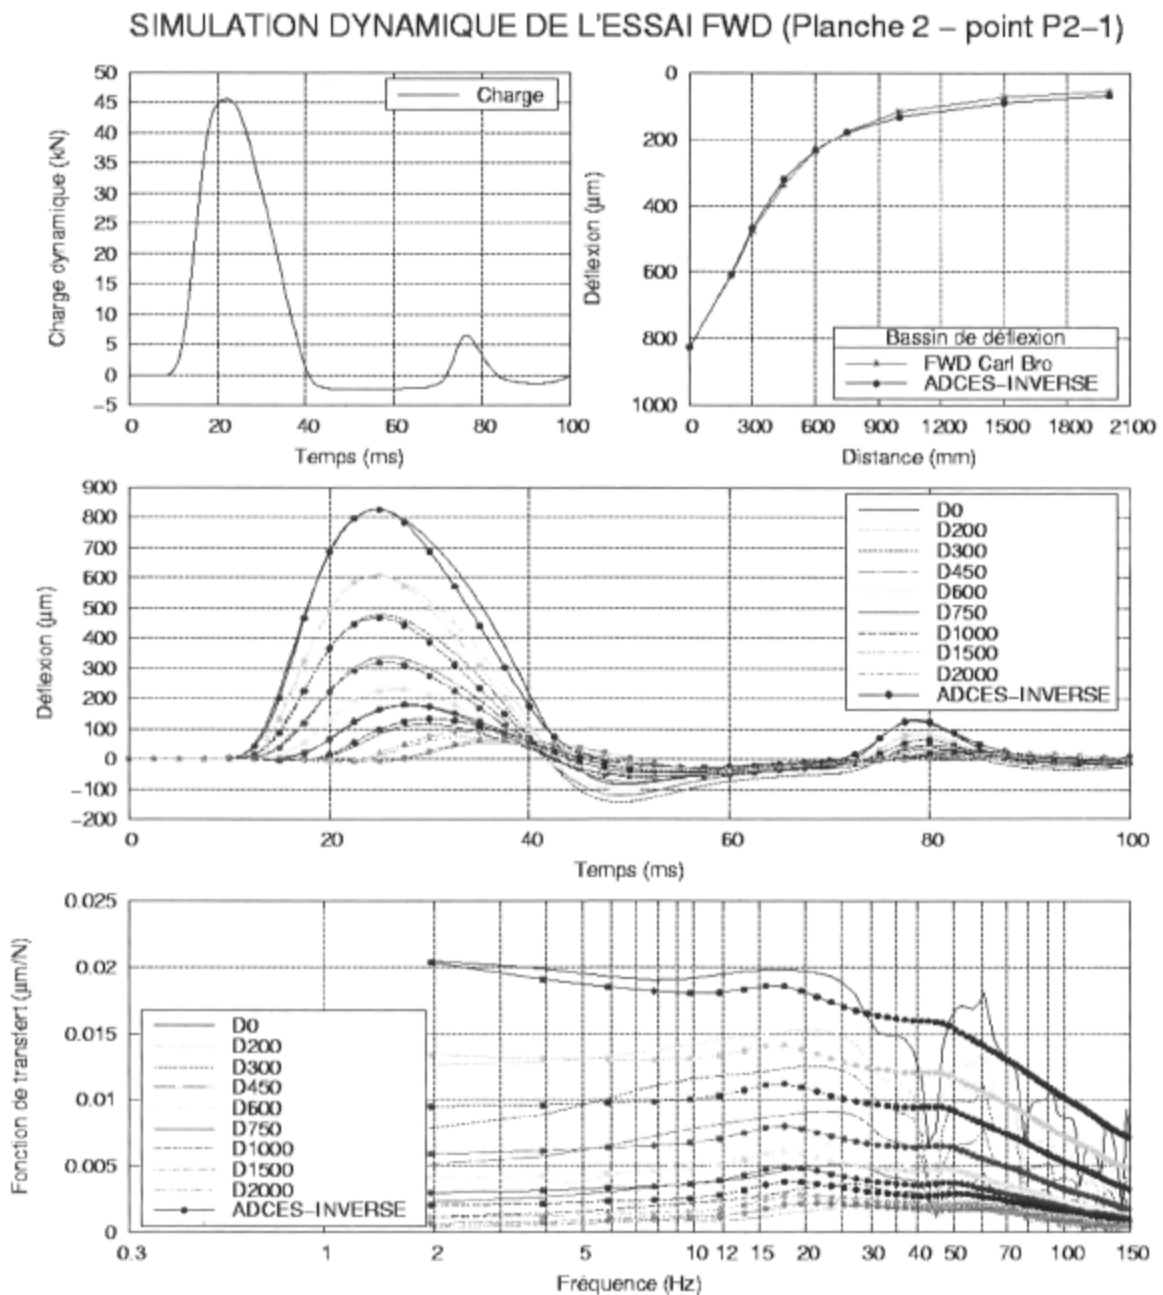 SIMULATION DYNAMIQUE DE L'ESSAI FWD (Planche 2 – point P2–1)
Charge dynamique (kN)
50
45
40
35
30
25
20
15
10
5
0
−5
Charge
0 20 40 60 80 100
Temps (ms)
Déflexion (µm)
0
200
400
600
800
1000
Bassin de déflexion
FWD Carl Bro
ADCES−INVERSE
0 300 600 900 1200 1500 1800 2100
Distance (mm)
Déflexion (µm)
900
800
700
600
500
400
300
200
100
0
−100
−200
D0
D200
D300
D450
D600
D750
D1000
D1500
D2000
ADCES−INVERSE
0 20 40 60 80 100
Temps (ms)
Fonction de transfert (µm/N)
0.025
0.02
0.015
0.01
0.005
0
D0
D200
D300
D450
D600
D750
D1000
D1500
D2000
ADCES−INVERSE
0.3 1 2 5 10 12 15 20 30 40 50 70 100 150
Fréquence (Hz)